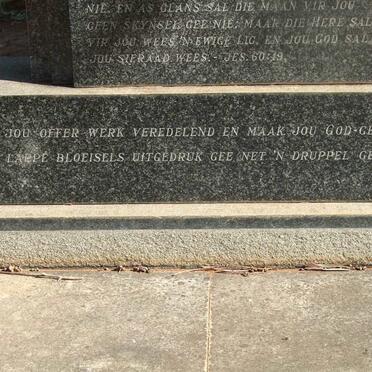 NIE, EN AS GLANS SAL DIE MAAN VIR JOU
GEEN SKYNSEL GEE NIE; MAAR DIE HERE SAL
VIR JOU WEES 'N EWIGE LIG, EN JOU GOD SAL
JOU SIERAAD WEES. - JES. 60:19.
JOU OFFER WERK VEREDELEND EN MAAK JOU GOD-GE
LAFPE BLOEISELS UITGEDRUK GEE NET 'N DRUPPEL GE